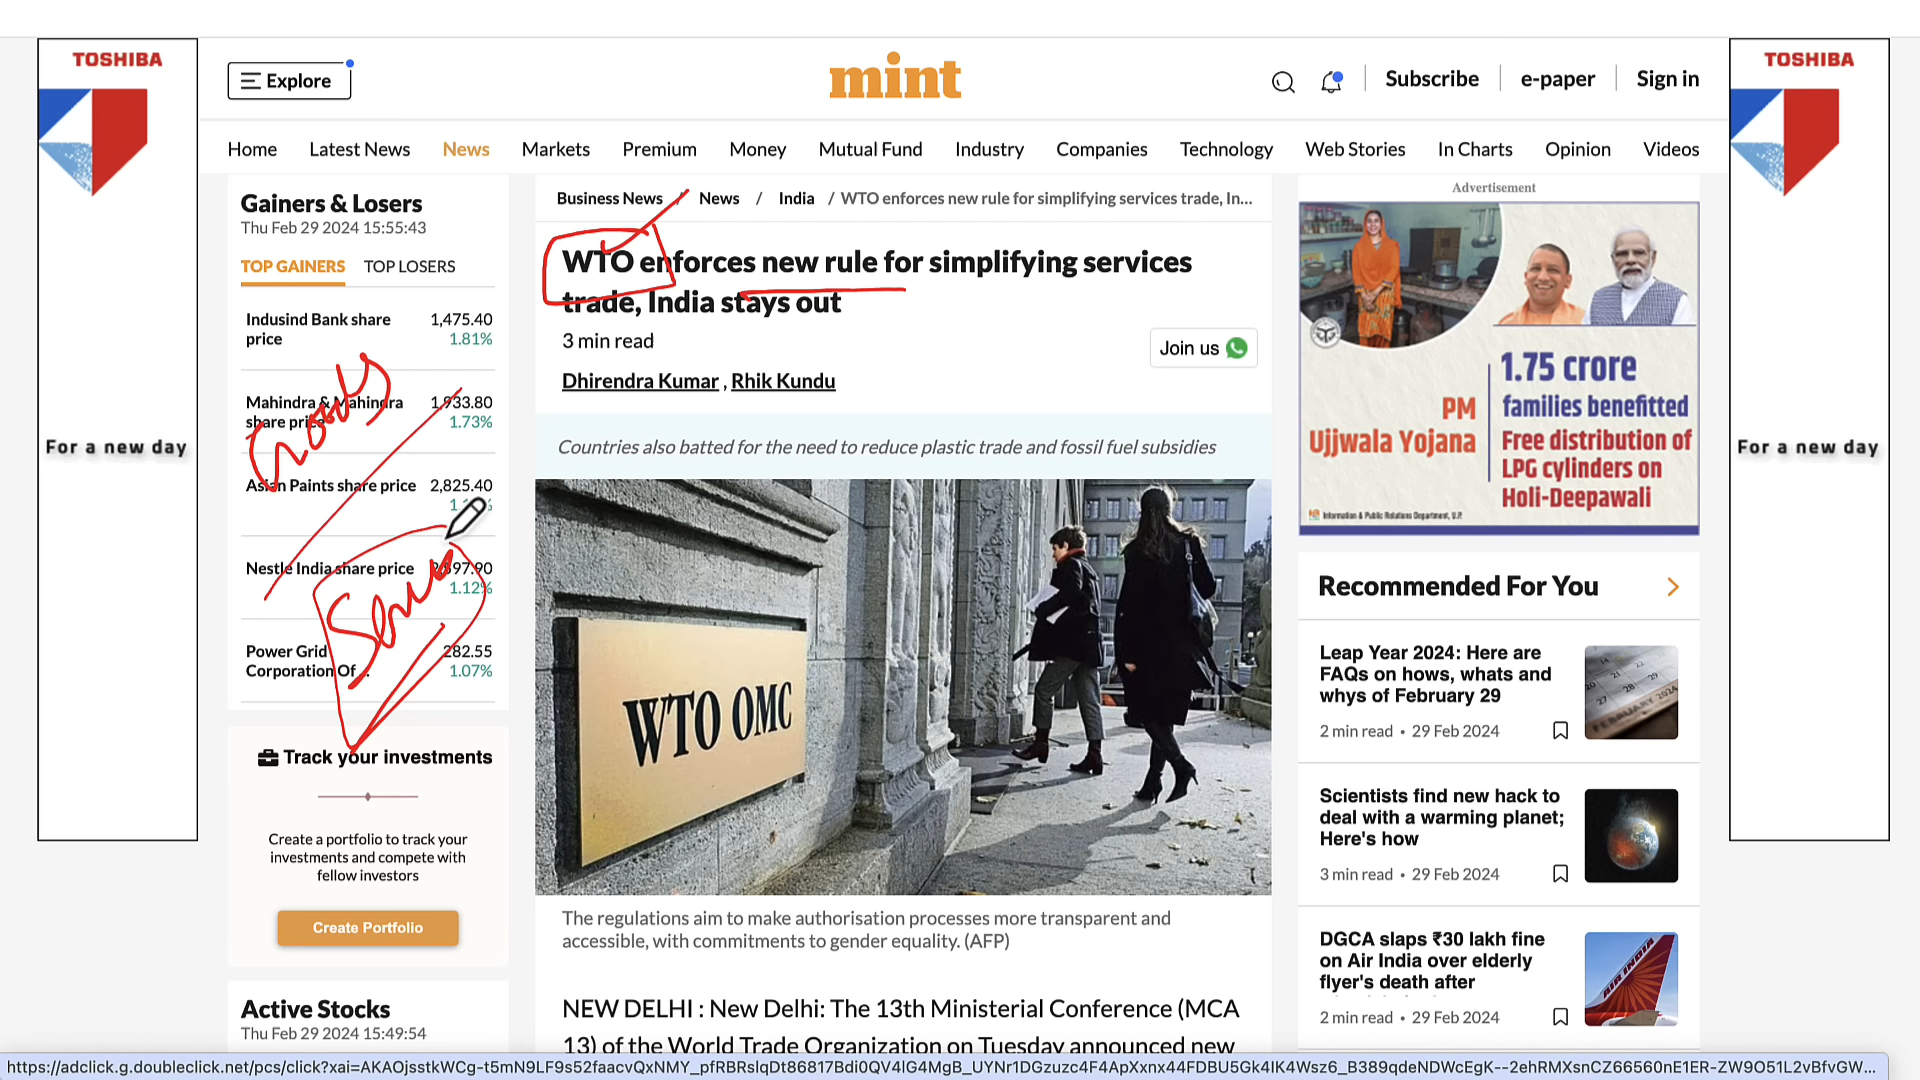 TOSHIBA
For a new day
Explore
mint
Subscribe
e-paper
Sign in
Home
Latest News
News
Markets
Premium
Money
Mutual Fund
Industry
Companies
Technology
Web Stories
In Charts
Opinion
Videos
Gainers & Losers
Thu Feb 29 2024 15:55:43
TOP GAINERS TOP LOSERS
Indusind Bank share 1,475.40
price 1.81%
Mahindra & Mahindra 1,933.80
share price 1.73%
Asian Paints share price 2,825.40
Nestle India share price
1.12%
Power Grid 282.55
Corporation Of... 1.07%
Goods
Track your investments
Create a portfolio to track your
investments and compete with
fellow investors
Create Portfolio
Active Stocks
Thu Feb 29 2024 15:49:54
Business News / News / India / WTO enforces new rule for simplifying services trade, In...
WTO enforces new rule for simplifying services
trade, India stays out
3 min read
Join us
Dhirendra Kumar , Rhik Kundu
Countries also batted for the need to reduce plastic trade and fossil fuel subsidies
WTO OMC
The regulations aim to make authorisation processes more transparent and
accessible, with commitments to gender equality. (AFP)
NEW DELHI : New Delhi: The 13th Ministerial Conference (MCA
13) of the World Trade Organization on Tuesday announced new
Advertisement
PM
Ujjwala Yojana
1.75 crore
families benefitted
Free distribution of
LPG cylinders on
Holi-Deepawali
Information & Public Relations Department, U.P.
Recommended For You
Leap Year 2024: Here are
FAQs on hows, whats and
whys of February 29
2 min read • 29 Feb 2024
FEBRUARY 2024
Scientists find new hack to
deal with a warming planet;
Here's how
3 min read • 29 Feb 2024
DGCA slaps ₹30 lakh fine
on Air India over elderly
flyer's death after
2 min read • 29 Feb 2024
AIR INDIA
TOSHIBA
For a new day